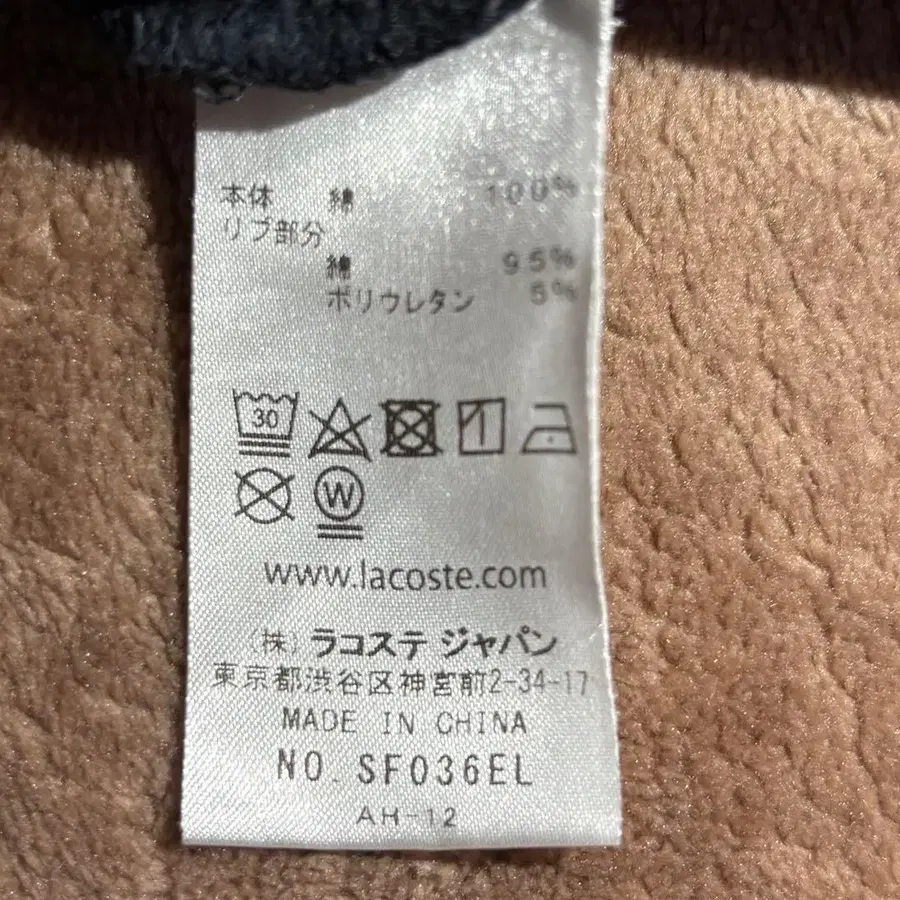 本体 綿 100%
リブ部分
綿 95%
ポリウレタン 5%
30
W
www.lacoste.com
(株) ラコステ ジャパン
東京都渋谷区神宮前2-34-17
MADE IN CHINA
NO. SF036EL
AH-12